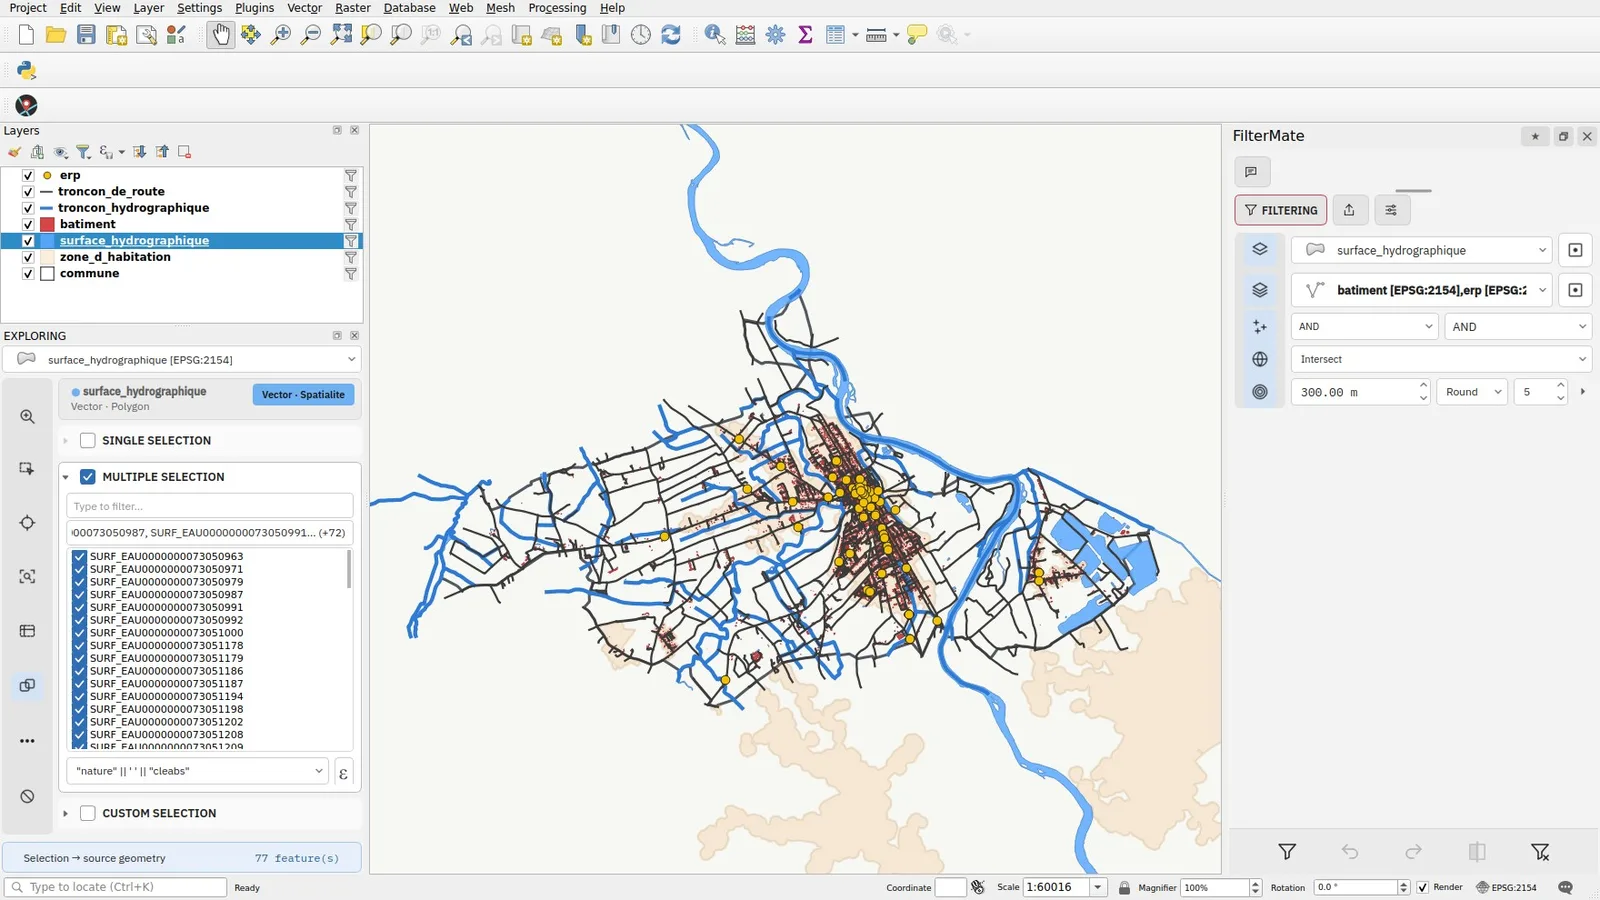 Project Edit View Layer Settings Plugins Vector Raster Database Web Mesh Processing Help
Layers
erp
troncon_de_route
troncon_hydrographique
batiment
surface_hydrographique
zone_d_habitation
commune
EXPLORING
surface_hydrographique [EPSG:2154]
surface_hydrographique
Vector · Polygon
Vector · Spatialite
SINGLE SELECTION
MULTIPLE SELECTION
Type to filter...
00073050987, SURF_EAU0000000073050991... (+72)
SURF_EAU0000000073050963
SURF_EAU0000000073050971
SURF_EAU0000000073050979
SURF_EAU0000000073050987
SURF_EAU0000000073050991
SURF_EAU0000000073050992
SURF_EAU0000000073051000
SURF_EAU0000000073051178
SURF_EAU0000000073051179
SURF_EAU0000000073051186
SURF_EAU0000000073051187
SURF_EAU0000000073051194
SURF_EAU0000000073051198
SURF_EAU0000000073051202
SURF_EAU0000000073051208
SURF_EAU0000000073051209
"nature" || ' ' || "cleabs"
ε
CUSTOM SELECTION
Selection → source geometry 77 feature(s)
FilterMate
FILTERING
surface_hydrographique
batiment [EPSG:2154],erp [EPSG:2
AND AND
Intersect
300.00 m Round 5
Type to locate (Ctrl+K) Ready Coordinate Scale 1:60016 Magnifier 100% Rotation 0.0 ° Render EPSG:2154